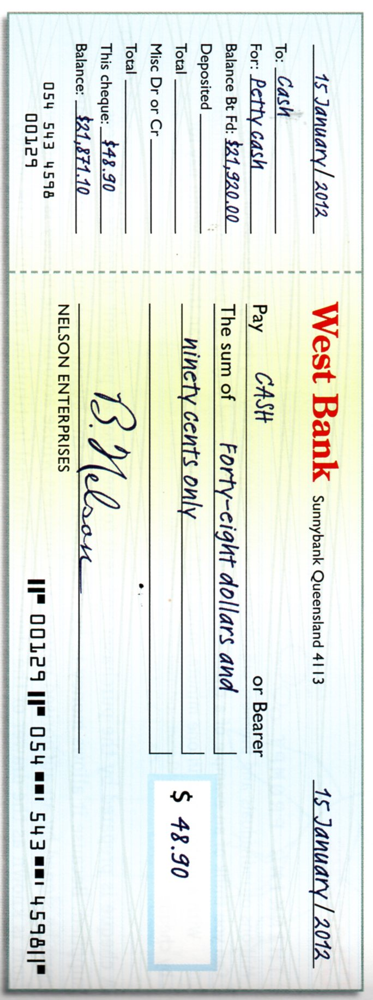 15 January / 2012
To: Cash
For: Petty cash
Balance Bt Fd: $21,920.00
Deposited
Total
Misc Dr or Cr
Total
This cheque: $48.90
Balance: $21,871.10
054 543 4598
00129
West Bank Sunnybank Queensland 4113
15 January / 2012
Pay CASH or Bearer
The sum of Forty-eight dollars and
ninety cents only
$ 48.90
B. Nelson
NELSON ENTERPRISES
⑈00129⑈054⑉543⑉4598⑈